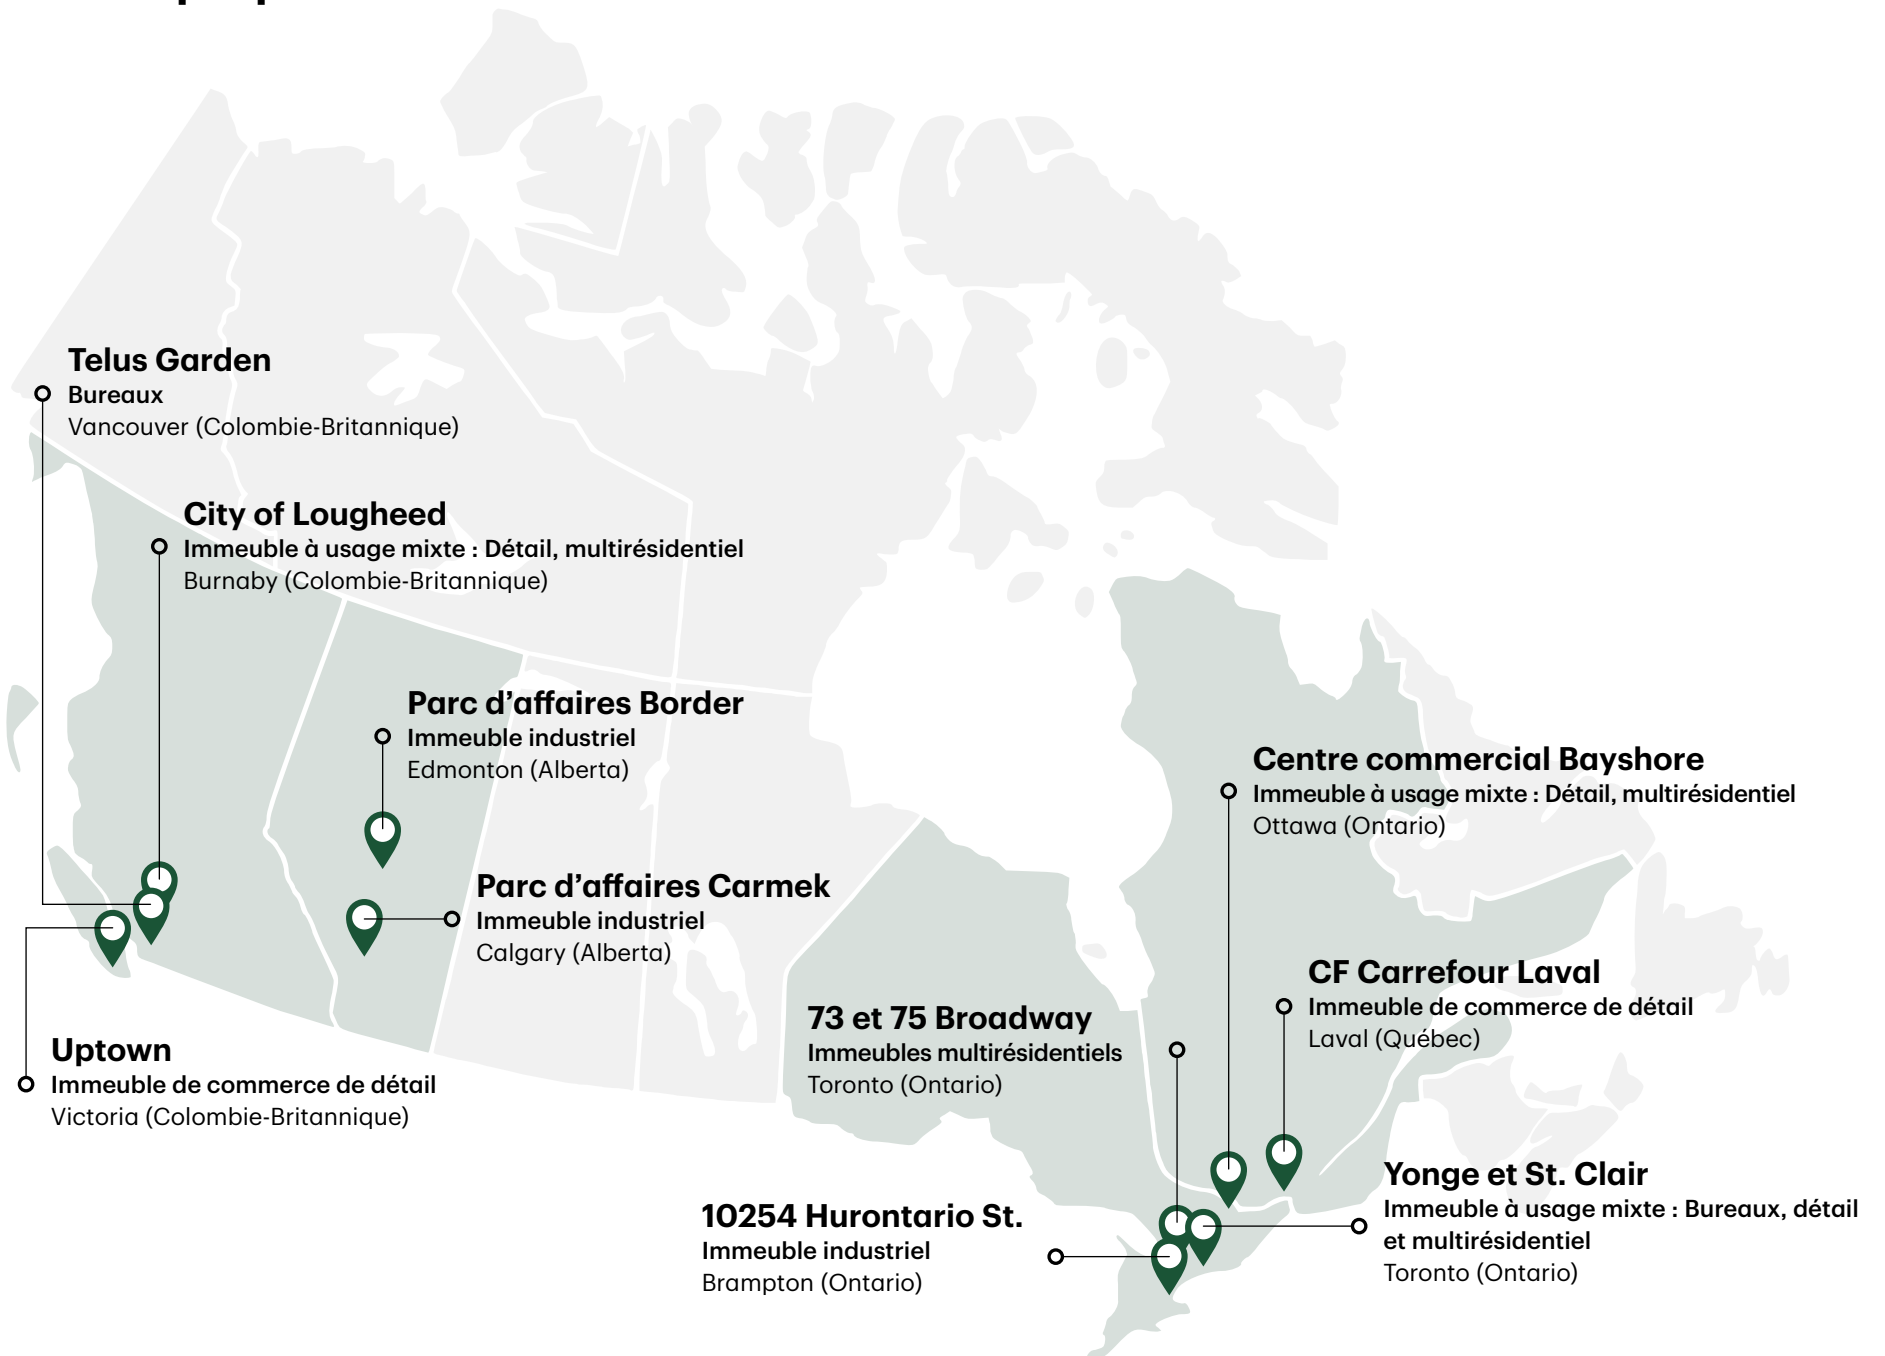 Telus Garden
Bureaux
Vancouver (Colombie-Britannique)
City of Lougheed
Immeuble à usage mixte : Détail, multirésidentiel
Burnaby (Colombie-Britannique)
Parc d’affaires Border
Immeuble industriel
Edmonton (Alberta)
Parc d’affaires Carmek
Immeuble industriel
Calgary (Alberta)
Uptown
Immeuble de commerce de détail
Victoria (Colombie-Britannique)
Centre commercial Bayshore
Immeuble à usage mixte : Détail, multirésidentiel
Ottawa (Ontario)
CF Carrefour Laval
Immeuble de commerce de détail
Laval (Québec)
73 et 75 Broadway
Immeubles multirésidentiels
Toronto (Ontario)
Yonge et St. Clair
Immeuble à usage mixte : Bureaux, détail
et multirésidentiel
Toronto (Ontario)
10254 Hurontario St.
Immeuble industriel
Brampton (Ontario)